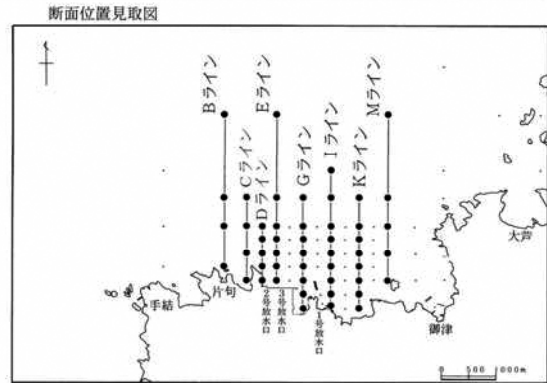 断面位置見取図
Bライン
Cライン
Dライン
Eライン
Gライン
Iライン
Kライン
Mライン
大芦
手結
片句
2号放水口
3号放水口
1号放水口
御津
0 500 1000m